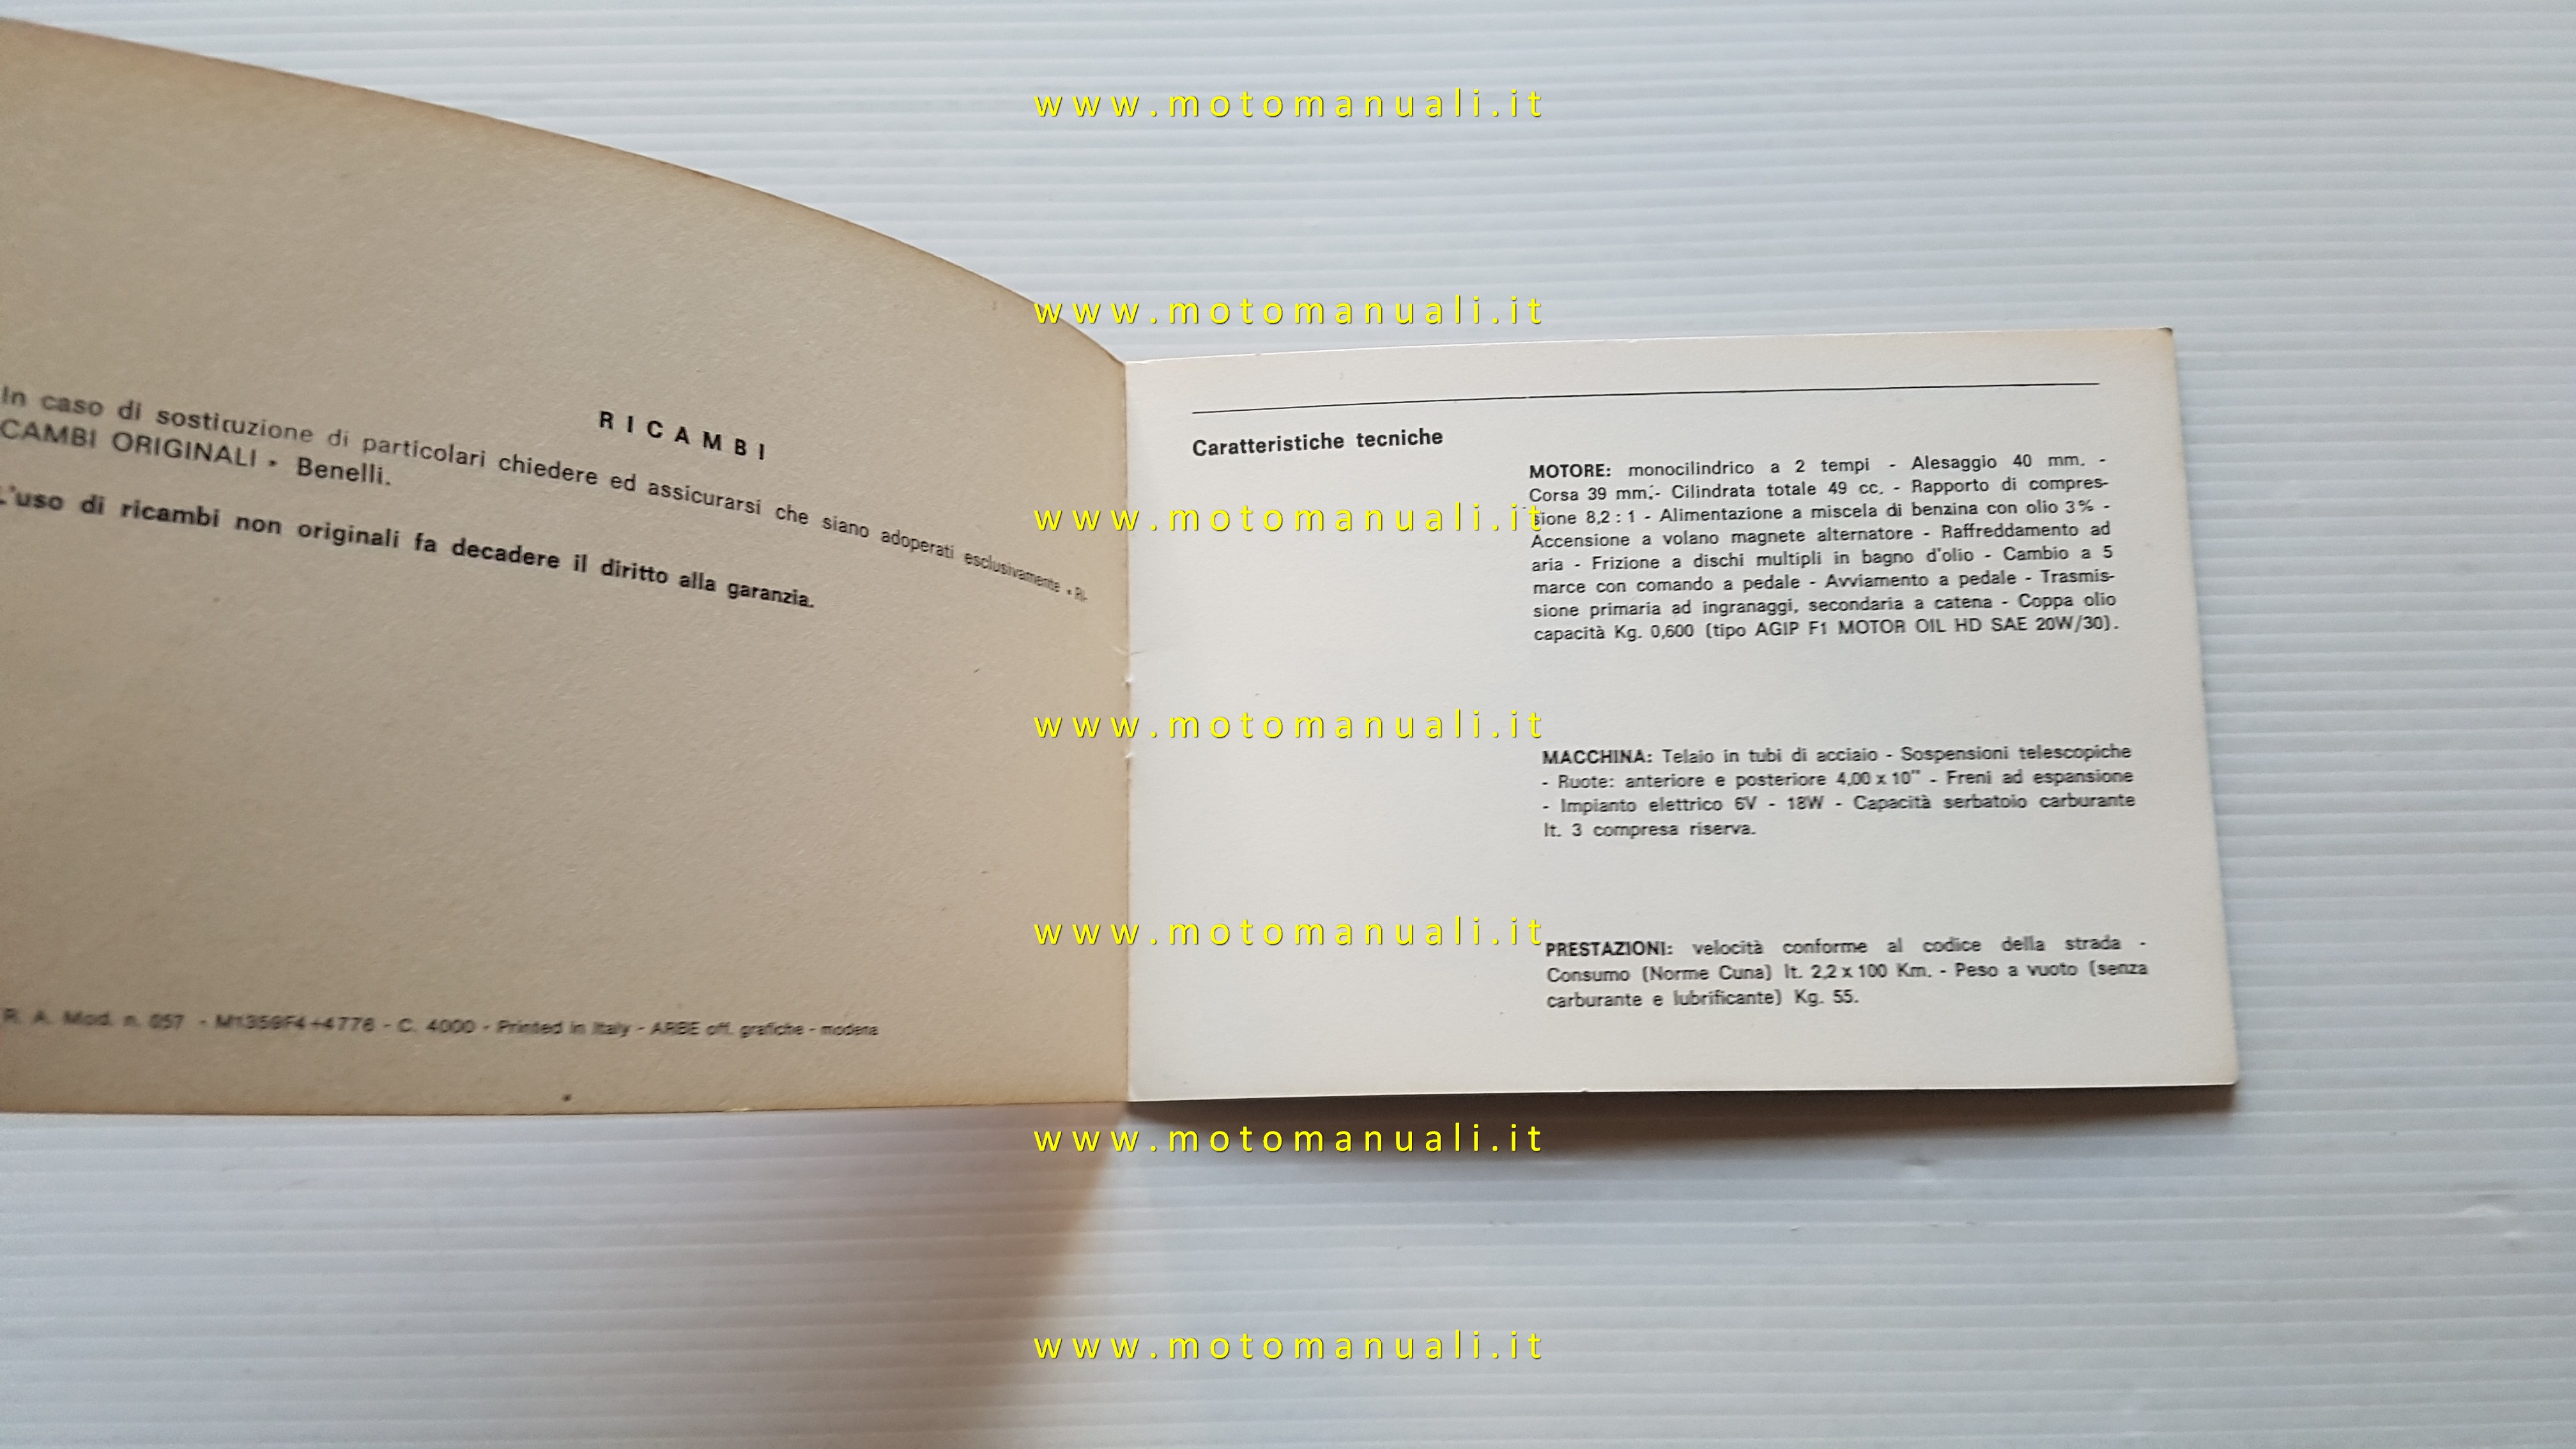 www.motomanuali.it
www.motomanuali.it
RICAMBI
In caso di sostituzione di particolari chiedere ed assicurarsi che siano adoperati esclusivamente « RI-
CAMBI ORIGINALI » Benelli.
L'uso di ricambi non originali fa decadere il diritto alla garanzia.
R. A. Mod. n. 057 - - C. 4000 - Printed in Italy - ARBE off. grafiche - modena
Caratteristiche tecniche
MOTORE: monocilindrico a 2 tempi - Alesaggio 40 mm. -
Corsa 39 mm.- Cilindrata totale 49 cc. - Rapporto di compres-
sione 8,2 : 1 - Alimentazione a miscela di benzina con olio 3% -
Accensione a volano magnete alternatore - Raffreddamento ad
aria - Frizione a dischi multipli in bagno d'olio - Cambio a 5
marce con comando a pedale - Avviamento a pedale - Trasmis-
sione primaria ad ingranaggi, secondaria a catena - Coppa olio
capacità Kg. 0,600 (tipo AGIP F1 MOTOR OIL HD SAE 20W/30).
MACCHINA: Telaio in tubi di acciaio - Sospensioni telescopiche
- Ruote: anteriore e posteriore 4,00 x 10" - Freni ad espansione
- Impianto elettrico 6V - 18W - Capacità serbatoio carburante
lt. 3 compresa riserva.
PRESTAZIONI: velocità conforme al codice della strada -
Consumo (Norme Cuna) lt. 2,2 x 100 Km. - Peso a vuoto (senza
carburante e lubrificante) Kg. 55.
www.motomanuali.it
www.motomanuali.it
www.motomanuali.it
www.motomanuali.it
www.motomanuali.it